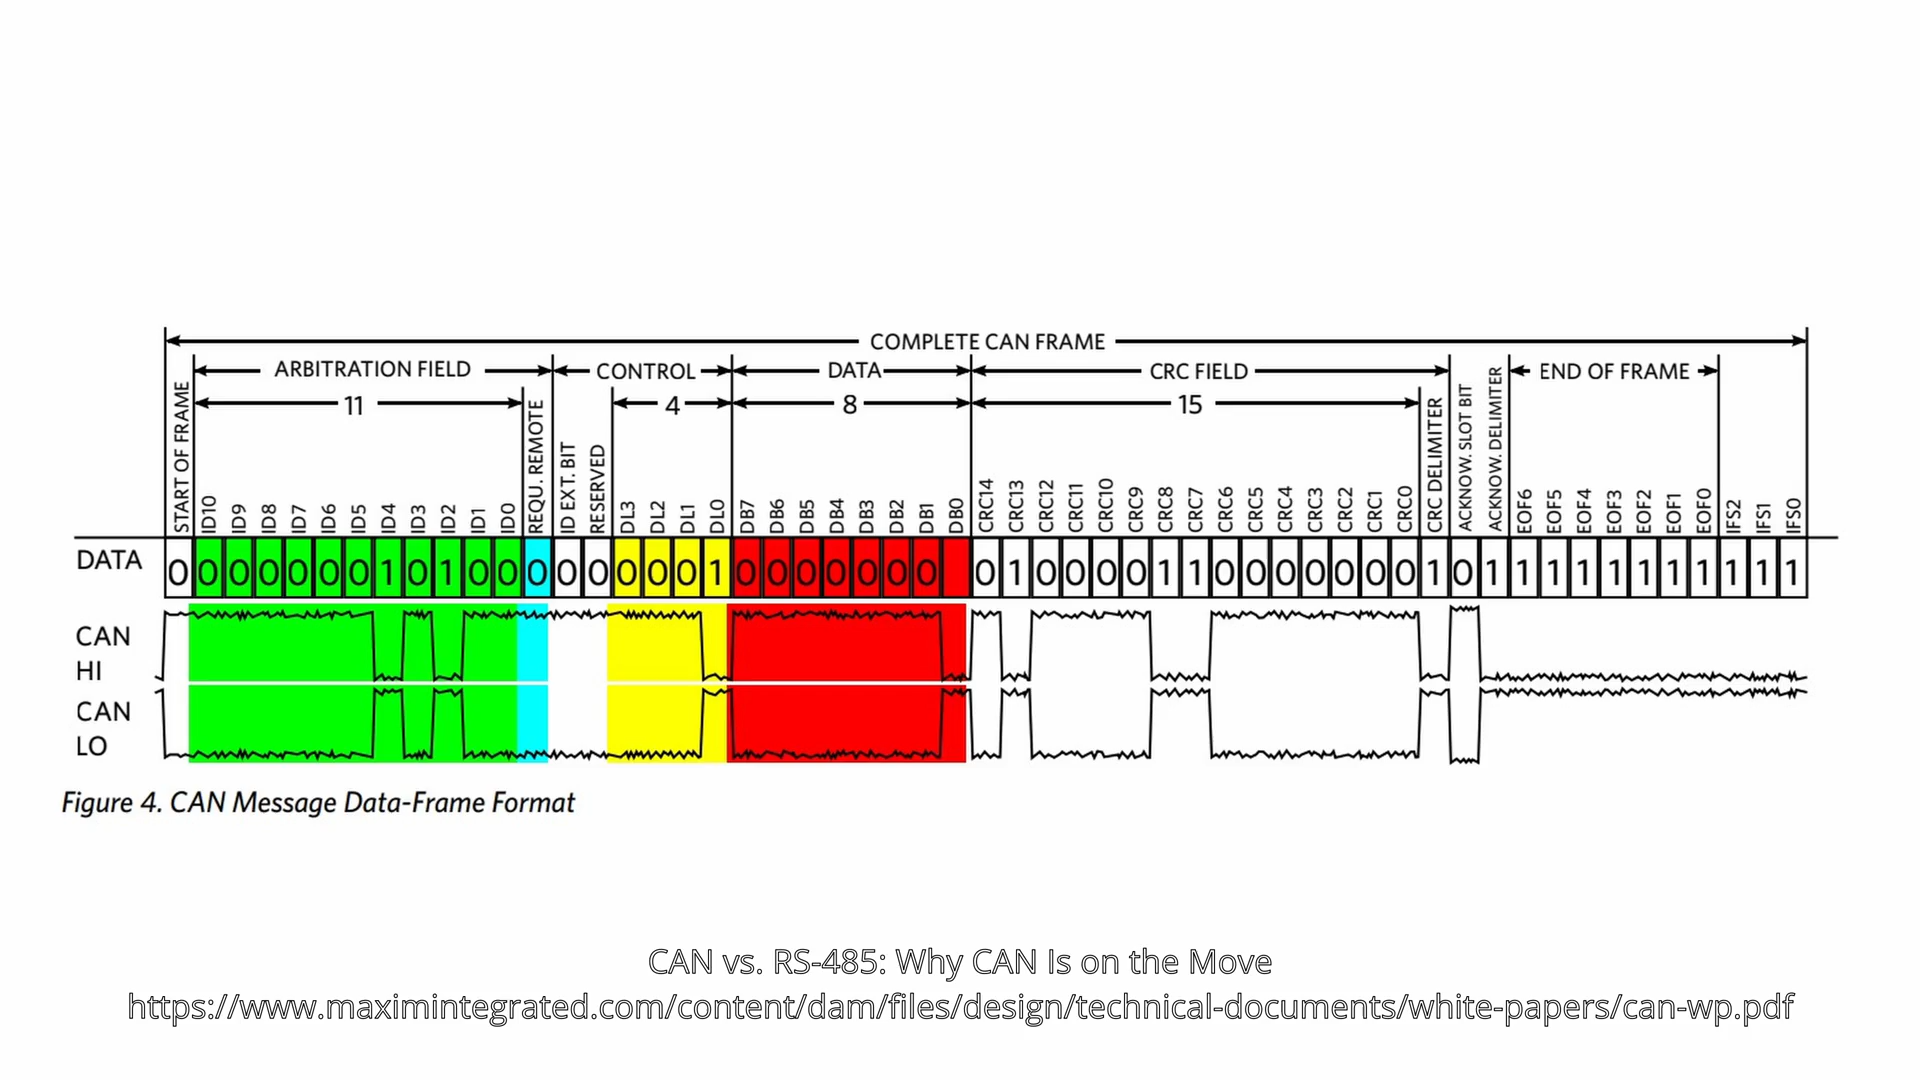 COMPLETE CAN FRAME
ARBITRATION FIELD CONTROL DATA CRC FIELD END OF FRAME
11 4 8 15
START OF FRAME ID10 ID9 ID8 ID7 ID6 ID5 ID4 ID3 ID2 ID1 ID0 REQU. REMOTE ID EXT. BIT RESERVED DL3 DL2 DL1 DL0 DB7 DB6 DB5 DB4 DB3 DB2 DB1 DB0 CRC14 CRC13 CRC12 CRC11 CRC10 CRC9 CRC8 CRC7 CRC6 CRC5 CRC4 CRC3 CRC2 CRC1 CRC0 CRC DELIMITER ACKNOW. SLOT BIT ACKNOW. DELIMITER EOF6 EOF5 EOF4 EOF3 EOF2 EOF1 EOF0 IFS2 IFS1 IFS0
DATA 0 0 0 0 0 0 0 1 0 1 0 0 0 0 0 0 0 0 1 0 0 0 0 0 0 0 0 1 0 0 0 0 1 1 0 0 0 0 0 0 0 1 0 1 1 1 1 1 1 1 1 1 1 1
CAN
HI
CAN
LO
Figure 4. CAN Message Data-Frame Format
CAN vs. RS-485: Why CAN Is on the Move
https://www.maximintegrated.com/content/dam/files/design/technical-documents/white-papers/can-wp.pdf